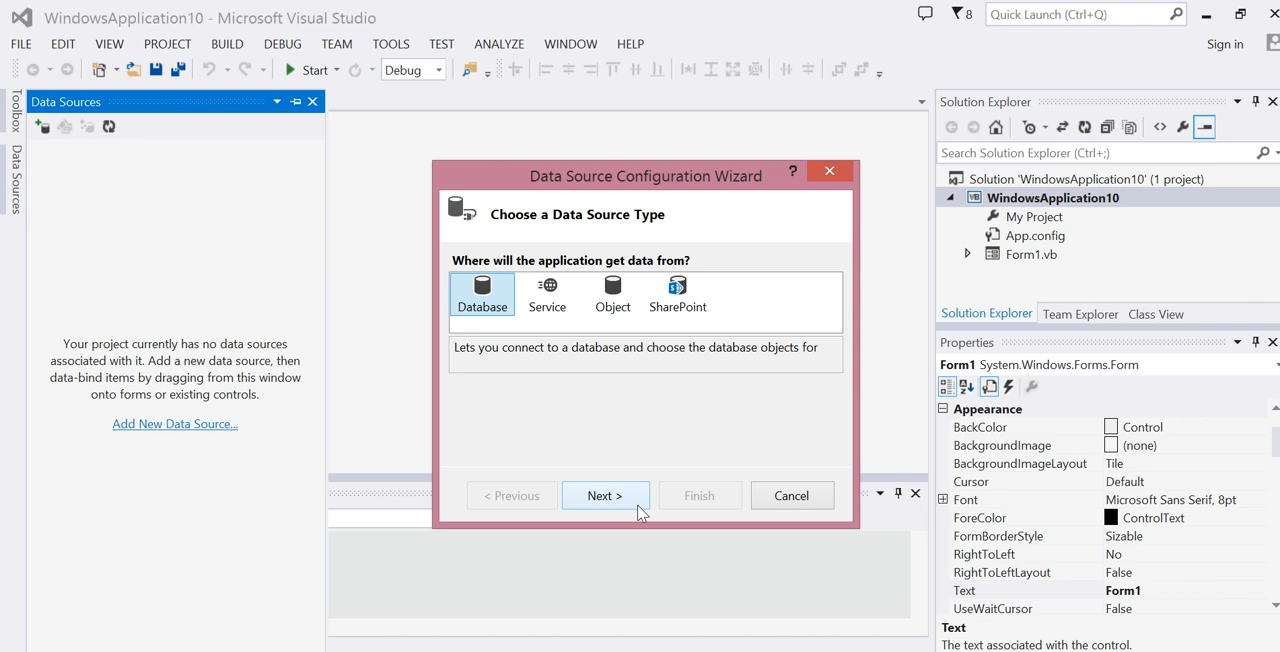 WindowsApplication10 - Microsoft Visual Studio
8
Quick Launch (Ctrl+Q)
FILE EDIT VIEW PROJECT BUILD DEBUG TEAM TOOLS TEST ANALYZE WINDOW HELP
Sign in
Start
Debug
Toolbox
Data Sources
Data Sources
Your project currently has no data sources
associated with it. Add a new data source, then
data-bind items by dragging from this window
onto forms or existing controls.
Add New Data Source...
Data Source Configuration Wizard
?
Choose a Data Source Type
Where will the application get data from?
Database Service Object SharePoint
Lets you connect to a database and choose the database objects for
< Previous
Next >
Finish
Cancel
Solution Explorer
Search Solution Explorer (Ctrl+;)
Solution 'WindowsApplication10' (1 project)
VB WindowsApplication10
My Project
App.config
Form1.vb
Solution Explorer Team Explorer Class View
Properties
Form1 System.Windows.Forms.Form
Appearance
BackColor Control
BackgroundImage (none)
BackgroundImageLayout Tile
Cursor Default
Font Microsoft Sans Serif, 8pt
ForeColor ControlText
FormBorderStyle Sizable
RightToLeft No
RightToLeftLayout False
Text Form1
UseWaitCursor False
Text
The text associated with the control.